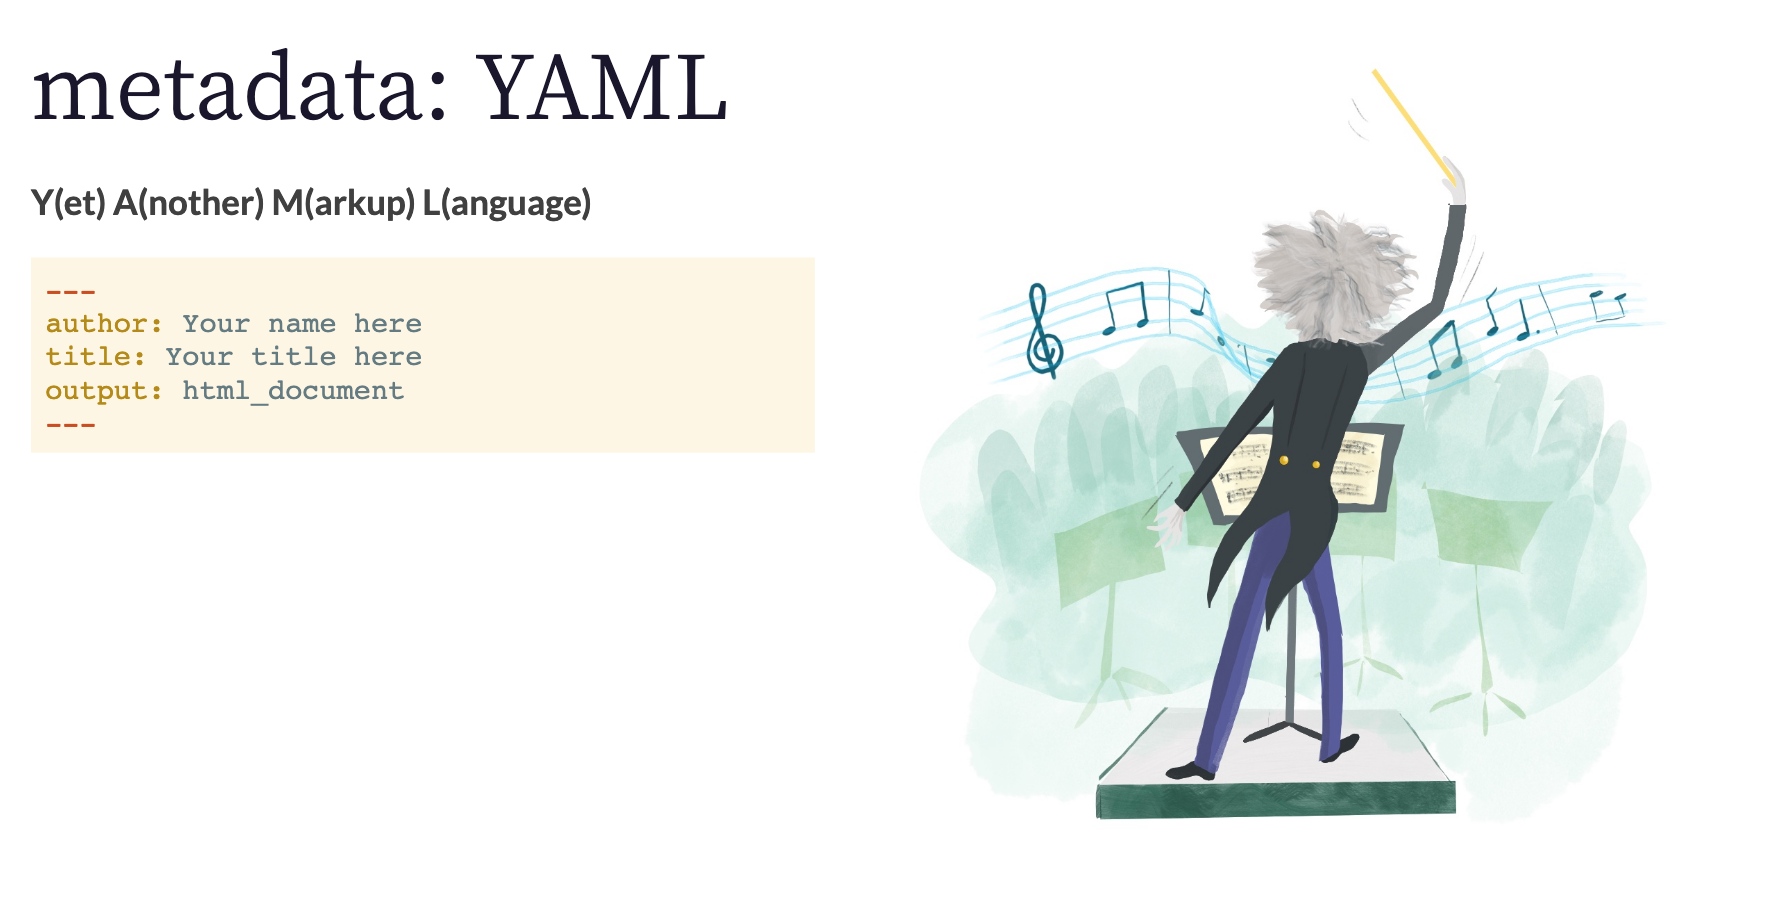 metadata: YAML
Y(et) A(nother) M(arkup) L(anguage)
---
author: Your name here
title: Your title here
output: html_document
---